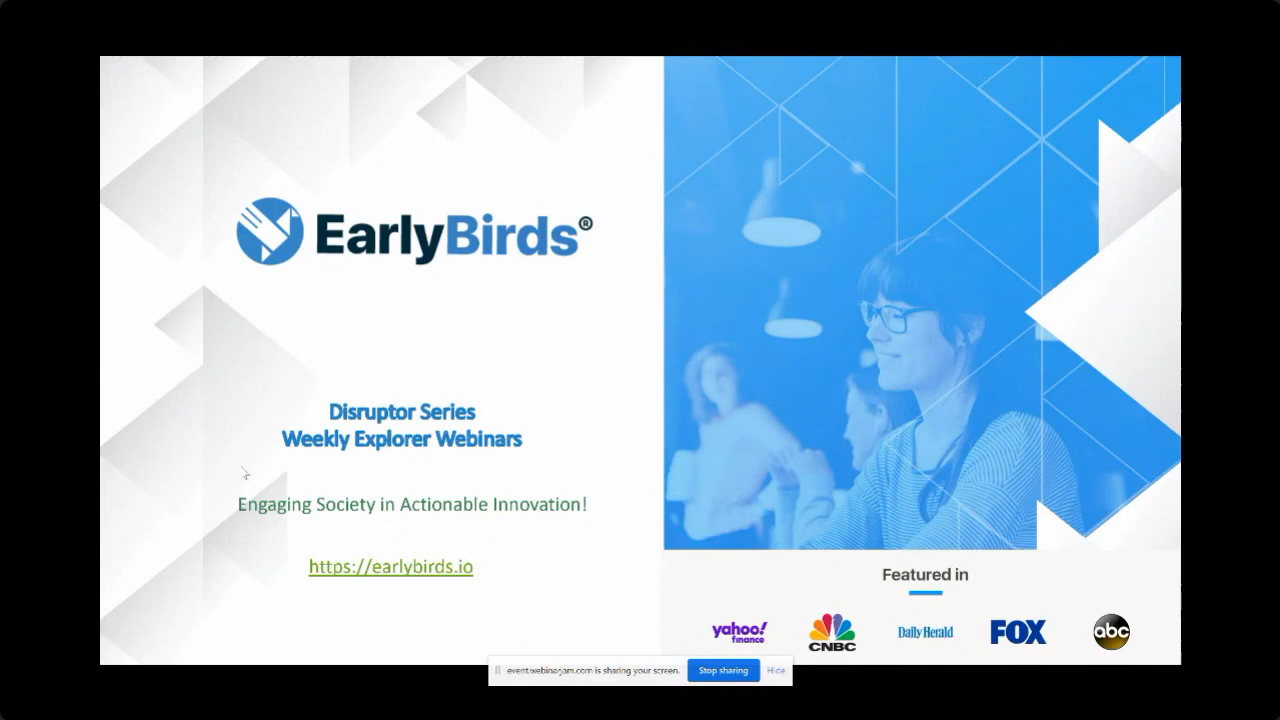 EarlyBirds®
Disruptor Series
Weekly Explorer Webinars
Engaging Society in Actionable Innovation!
https://earlybirds.io
Featured in
yahoo!
finance
CNBC
Daily Herald
FOX
abc
event.webinarjam.com is sharing your screen.
Stop sharing
Hide